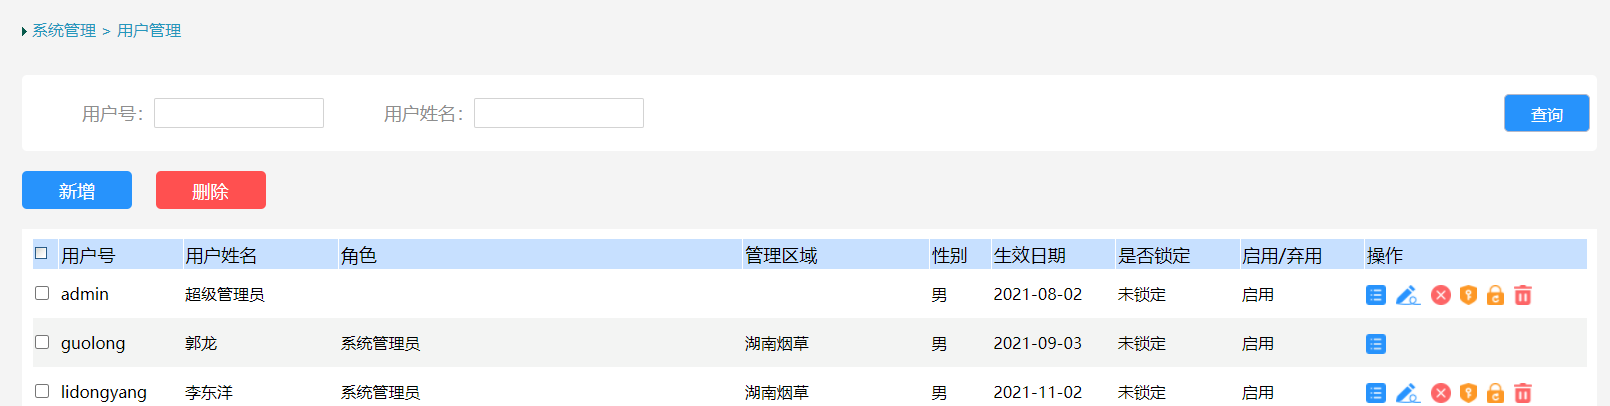 系统管理 > 用户管理
用户号： 用户姓名： 查询
新增 删除
用户号 用户姓名 角色 管理区域 性别 生效日期 是否锁定 启用/弃用 操作
admin 超级管理员 男 2021-08-02 未锁定 启用
guolong 郭龙 系统管理员 湖南烟草 男 2021-09-03 未锁定 启用
lidongyang 李东洋 系统管理员 湖南烟草 男 2021-11-02 未锁定 启用